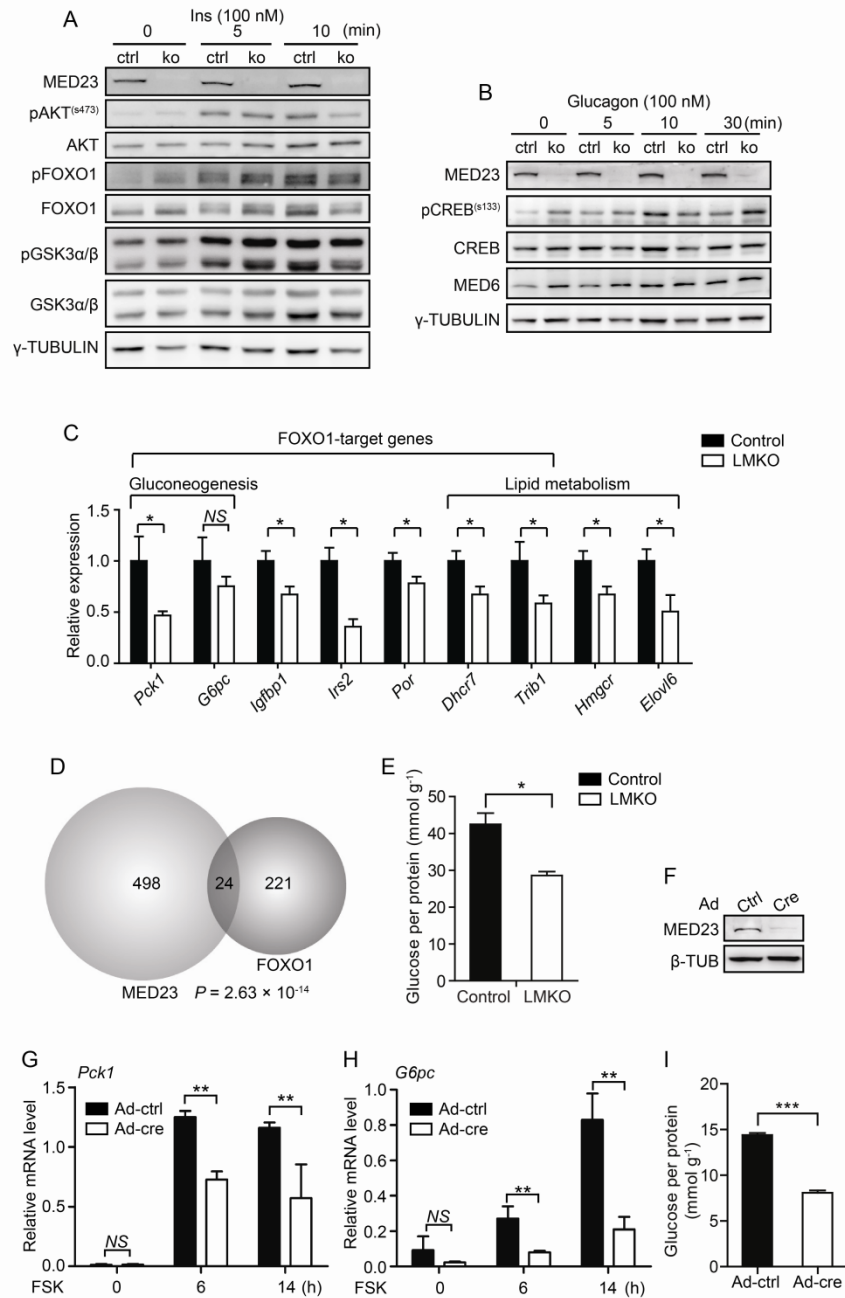 A
Ins (100 nM)
0 5 10 (min)
ctrl ko ctrl ko ctrl ko
MED23
pAKT(s473)
AKT
pFOXO1
FOXO1
pGSK3α/β
GSK3α/β
γ-TUBULIN
B
Glucagon (100 nM)
0 5 10 30(min)
ctrl ko ctrl ko ctrl ko ctrl ko
MED23
pCREB(s133)
CREB
MED6
γ-TUBULIN
C
FOXO1-target genes
Control
LMKO
Gluconeogenesis
Lipid metabolism
Relative expression
1.5
1.0
0.5
0.0
* NS * * * * * * *
Pck1 G6pc Igfbp1 Irs2 Por Dhcr7 Trib1 Hmgcr Elovl6
D
498 24 221
FOXO1
MED23 P = 2.63 × 10-14
E
Control
LMKO
Glucose per protein (mmol g-1)
50
40
30
20
10
0
*
Control LMKO
F
Ad Ctrl Cre
MED23
β-TUB
G
Pck1
Ad-ctrl
Ad-cre
Relative mRNA level
1.5
1.0
0.5
0.0
NS ** **
FSK 0 6 14 (h)
H
G6pc
Ad-ctrl
Ad-cre
Relative mRNA level
1.0
0.8
0.6
0.4
0.2
0.0
NS ** **
FSK 0 6 14 (h)
I
Glucose per protein
(mmol g-1)
20
15
10
5
0
***
Ad-ctrl Ad-cre